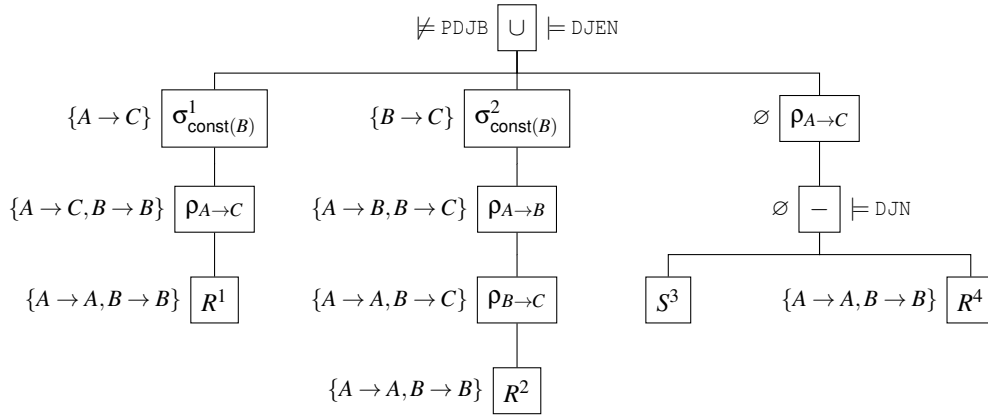 ⊭ PDJB ∪ ⊨ DJEN
{A → C} σ¹const(B) {B → C} σ²const(B) ∅ ρA→C
{A → C, B → B} ρA→C {A → B, B → C} ρA→B ∅ − ⊨ DJN
{A → A, B → B} R¹ {A → A, B → C} ρB→C S³ {A → A, B → B} R⁴
{A → A, B → B} R²